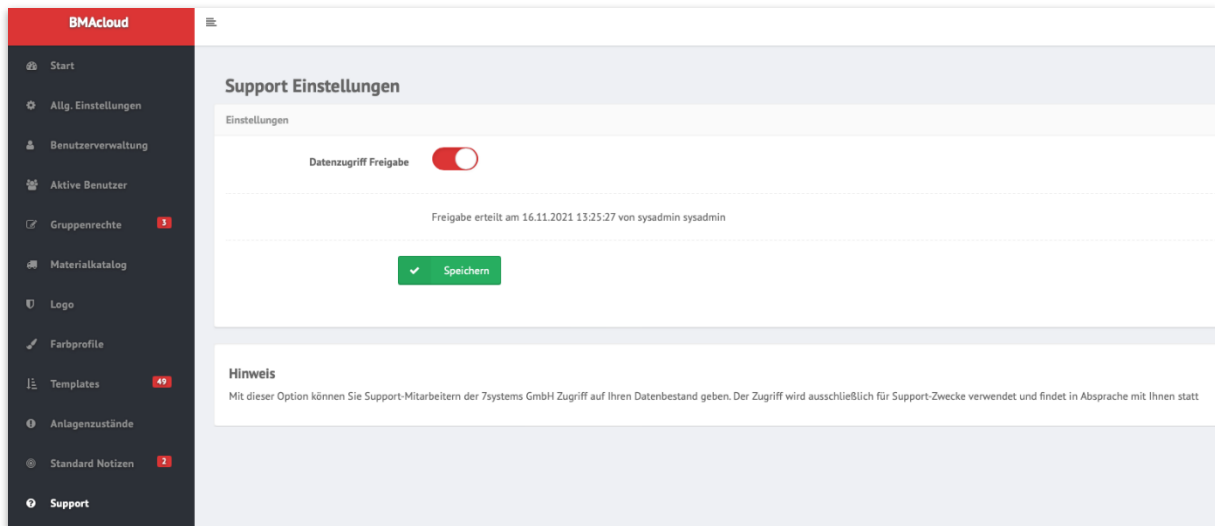 BMAcloud
Start
Allg. Einstellungen
Benutzerverwaltung
Aktive Benutzer
Gruppenrechte 3
Materialkatalog
Logo
Farbprofile
Templates 49
Anlagenzustände
Standard Notizen 2
Support
Support Einstellungen
Einstellungen
Datenzugriff Freigabe
Freigabe erteilt am 16.11.2021 13:25:27 von sysadmin sysadmin
Speichern
Hinweis
Mit dieser Option können Sie Support-Mitarbeitern der 7systems GmbH Zugriff auf Ihren Datenbestand geben. Der Zugriff wird ausschließlich für Support-Zwecke verwendet und findet in Absprache mit Ihnen statt